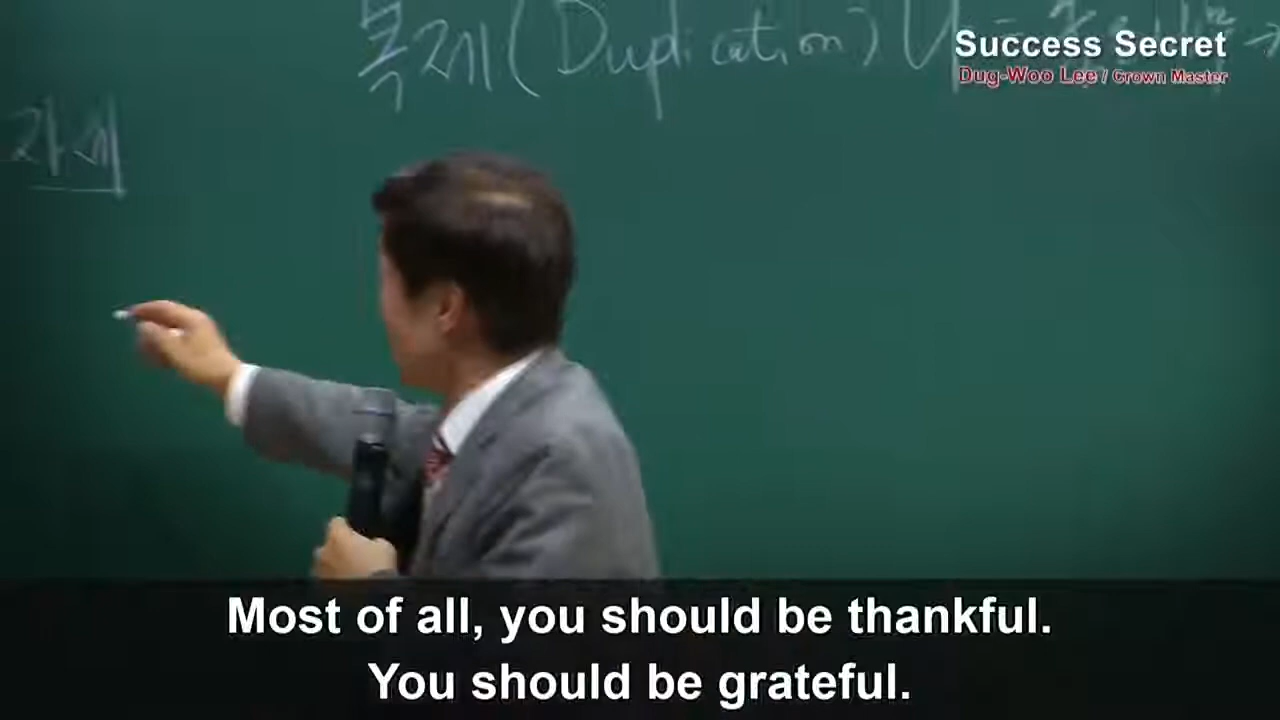 복제(Duplication)
Success Secret
Dug-Woo Lee / Crown Master
자세
Most of all, you should be thankful.
You should be grateful.